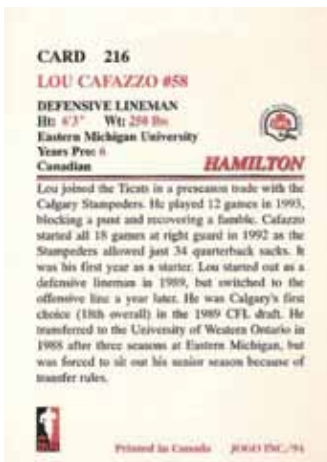 CARD 216
LOU CAFAZZO #58
DEFENSIVE LINEMAN
Ht: 6'3" Wt: 250 lbs
Eastern Michigan University
Years Pro: 6
Canadian
HAMILTON
Lou joined the Ticats in a preseason trade with the
Calgary Stampeders. He played 12 games in 1993,
blocking a punt and recovering a fumble. Cafazzo
started all 18 games at right guard in 1992 as the
Stampeders allowed just 34 quarterback sacks. It
was his first year as a starter. Lou started out as a
defensive lineman in 1989, but switched to the
offensive line a year later. He was Calgary's first
choice (18th overall) in the 1989 CFL draft. He
transferred to the University of Western Ontario in
1988 after three seasons at Eastern Michigan, but
was forced to sit out his senior season because of
transfer rules.
Printed in Canada JOGO INC./'94